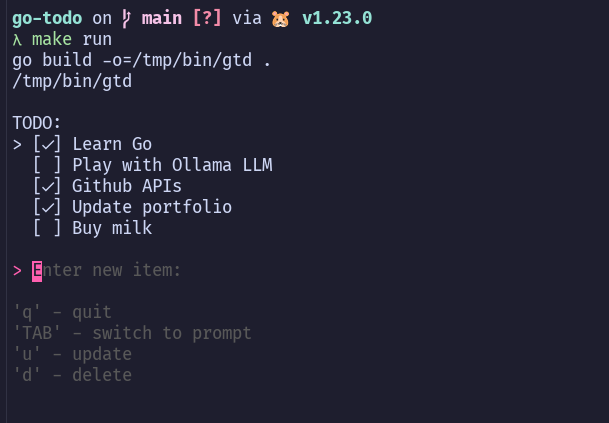 go-todo on main [?] via 🐹 v1.23.0
λ make run
go build -o=/tmp/bin/gtd .
/tmp/bin/gtd
TODO:
> [✓] Learn Go
[ ] Play with Ollama LLM
[✓] Github APIs
[✓] Update portfolio
[ ] Buy milk
> Enter new item:
'q' - quit
'TAB' - switch to prompt
'u' - update
'd' - delete